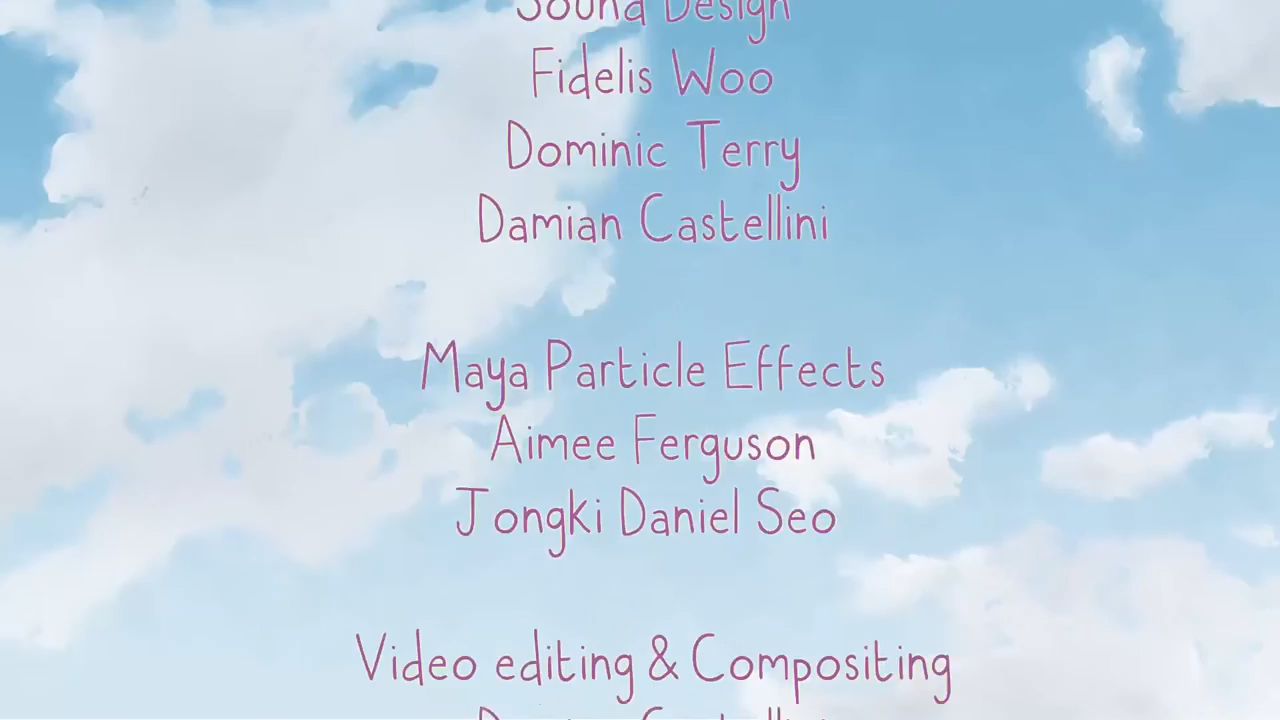 Sound Design
Fidelis Woo
Dominic Terry
Damian Castellini
Maya Particle Effects
Aimee Ferguson
Jongki Daniel Seo
Video editing & Compositing